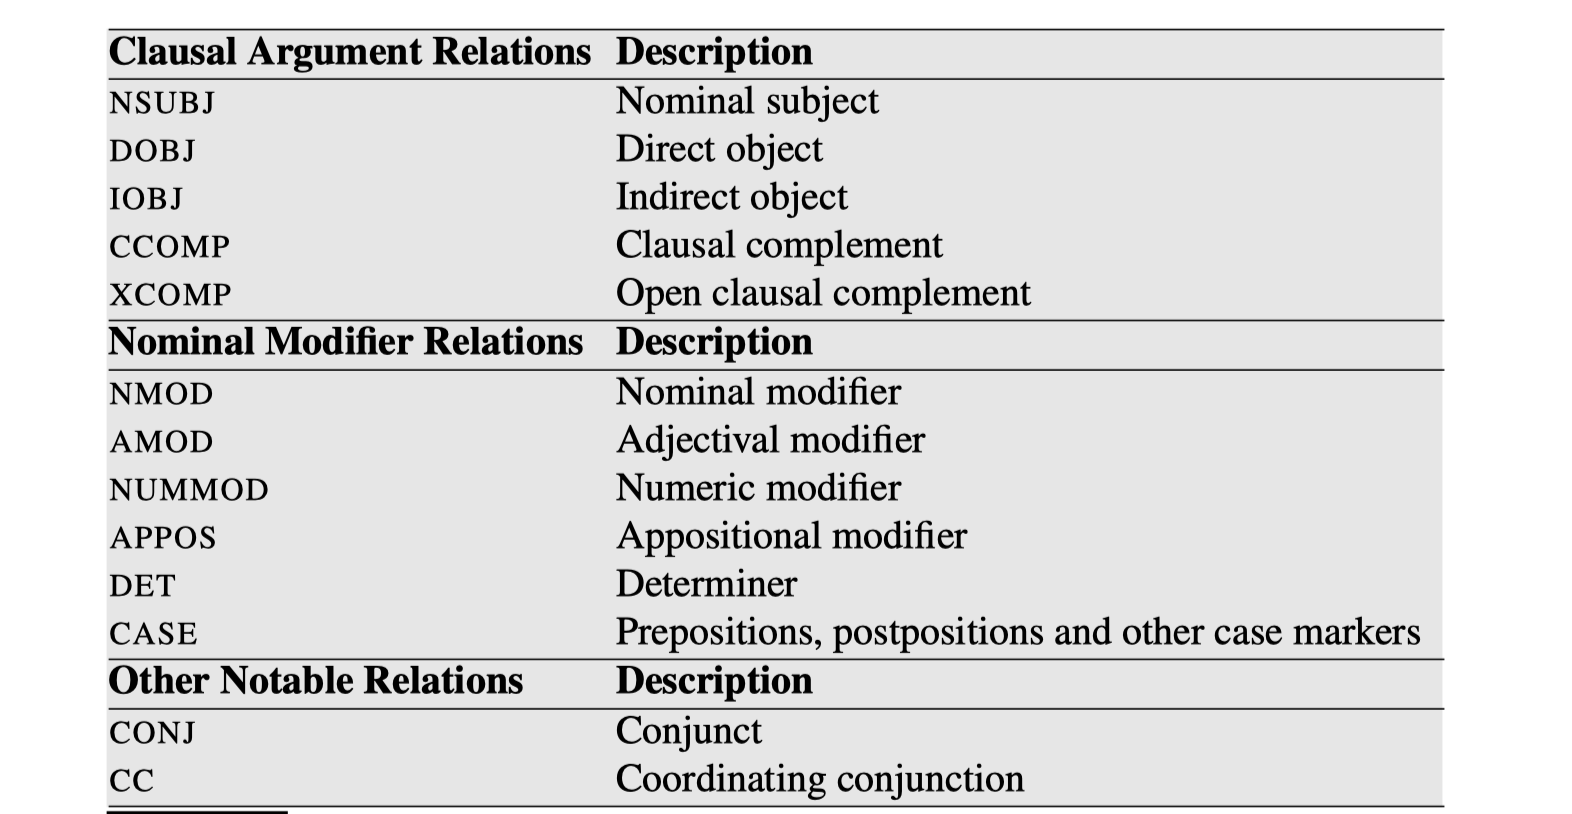 Clausal Argument Relations Description
NSUBJ Nominal subject
DOBJ Direct object
IOBJ Indirect object
CCOMP Clausal complement
XCOMP Open clausal complement
Nominal Modifier Relations Description
NMOD Nominal modifier
AMOD Adjectival modifier
NUMMOD Numeric modifier
APPOS Appositional modifier
DET Determiner
CASE Prepositions, postpositions and other case markers
Other Notable Relations Description
CONJ Conjunct
CC Coordinating conjunction